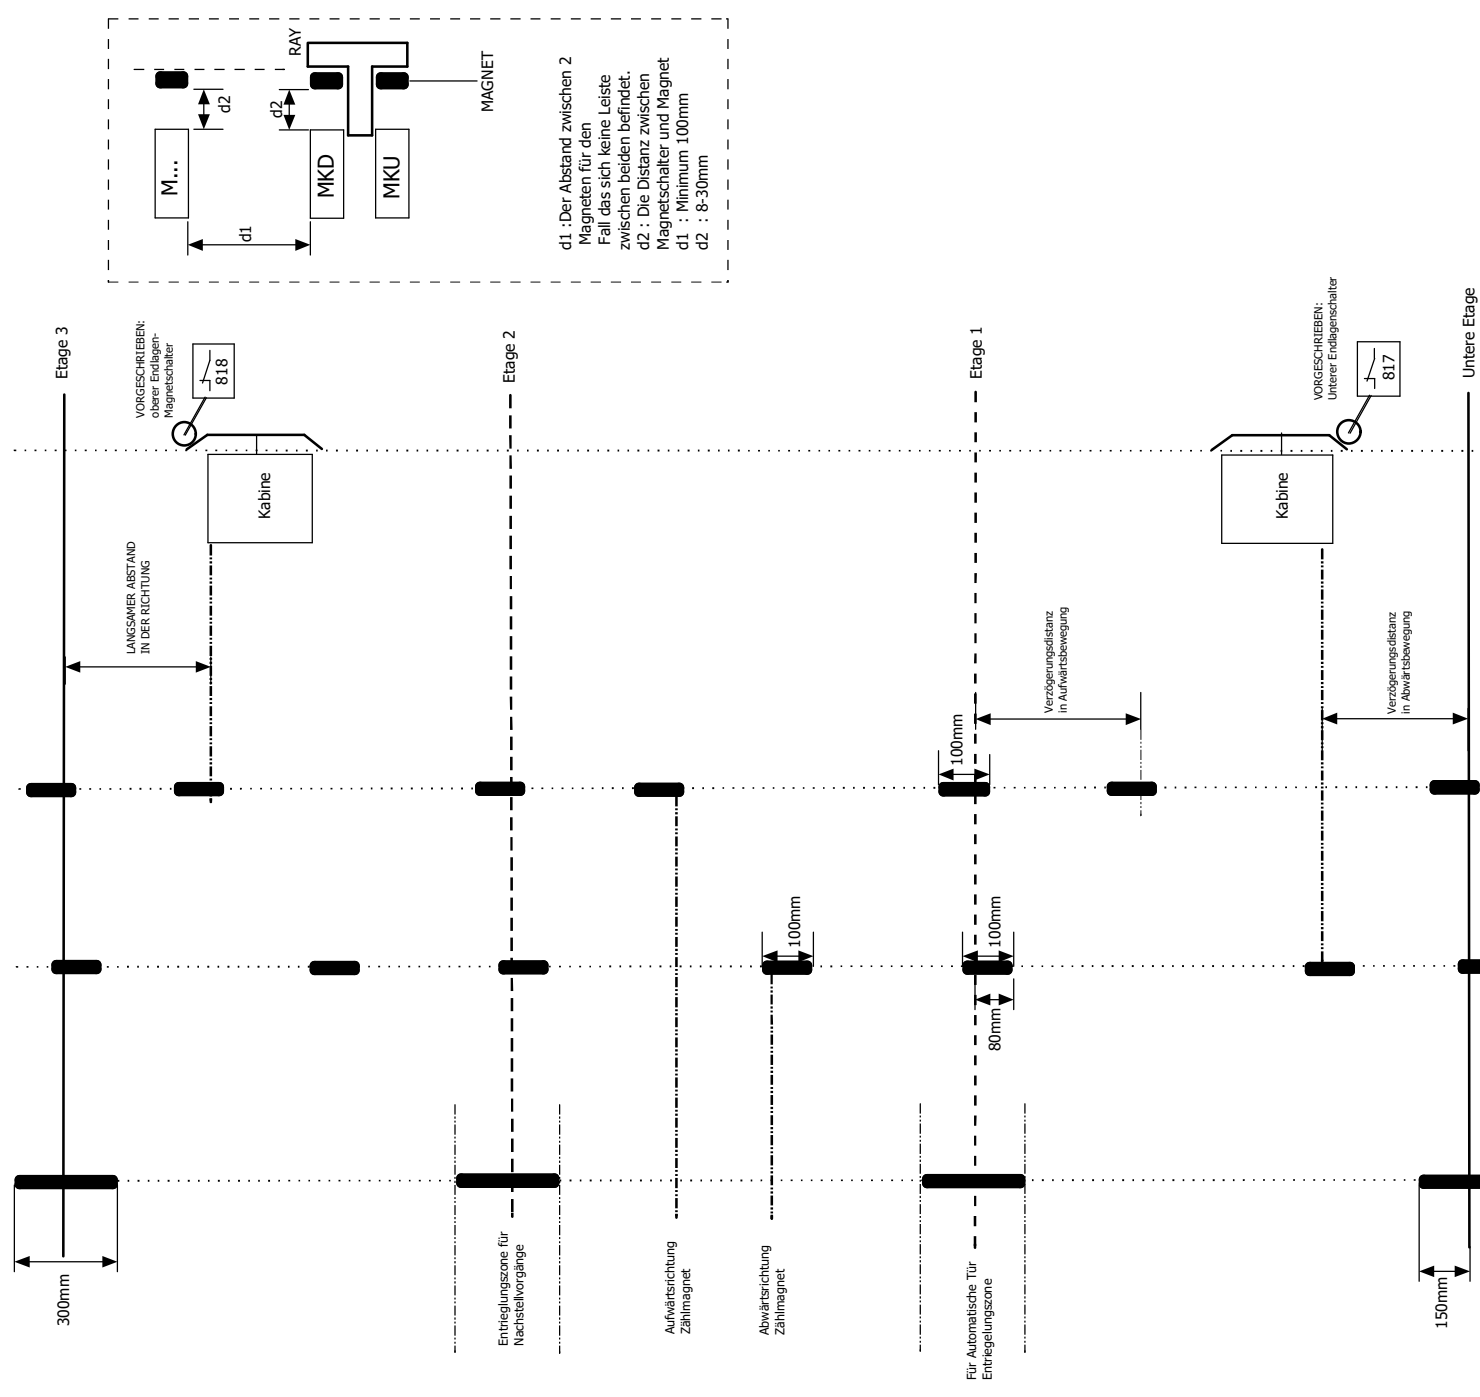 RAY
MAGNET
d2
d2
M...
MKD
MKU
d1
d1 :Der Abstand zwischen 2
Magneten für den
Fall das sich keine Leiste
zwischen beiden befindet.
d2 : Die Distanz zwischen
Magnetschalter und Magnet
d1 : Minimum 100mm
d2 : 8-30mm
Etage 3
VORGESCHRIEBEN:
oberer Endlagen-
Magnetschalter
818
Kabine
LANGSAMER ABSTAND
IN DER RICHTUNG
Etage 2
Etage 1
VORGESCHRIEBEN:
Unterer Endlagenschalter
817
Kabine
Untere Etage
Verzögerungsdistanz
in Aufwärtsbewegung
Verzögerungsdistanz
in Abwärtsbewegung
100mm
100mm
100mm
80mm
300mm
Entrieglungszone für
Nachstellvorgänge
Aufwärtsrichtung
Zählmagnet
Abwärtsrichtung
Zählmagnet
Für Automatische Tür
Entriegelungszone
150mm